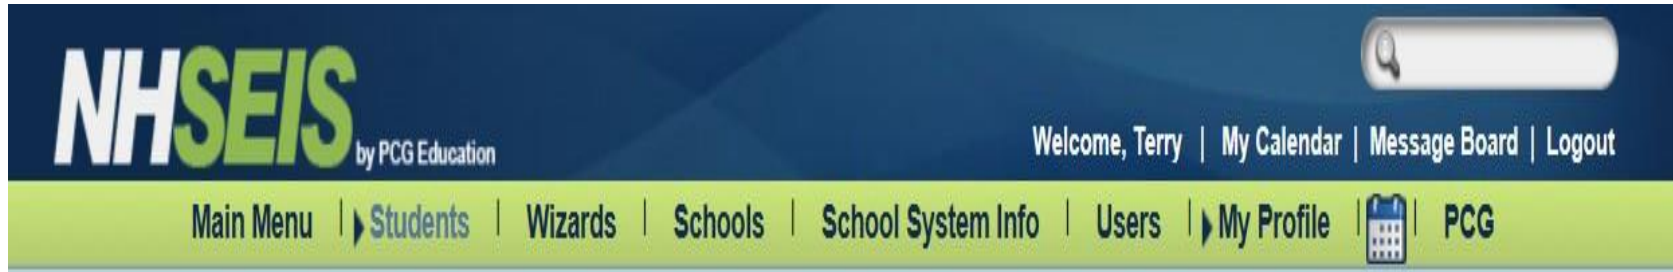 NHSEIS by PCG Education
Welcome, Terry | My Calendar | Message Board | Logout
Main Menu | Students | Wizards | Schools | School System Info | Users | My Profile | | PCG